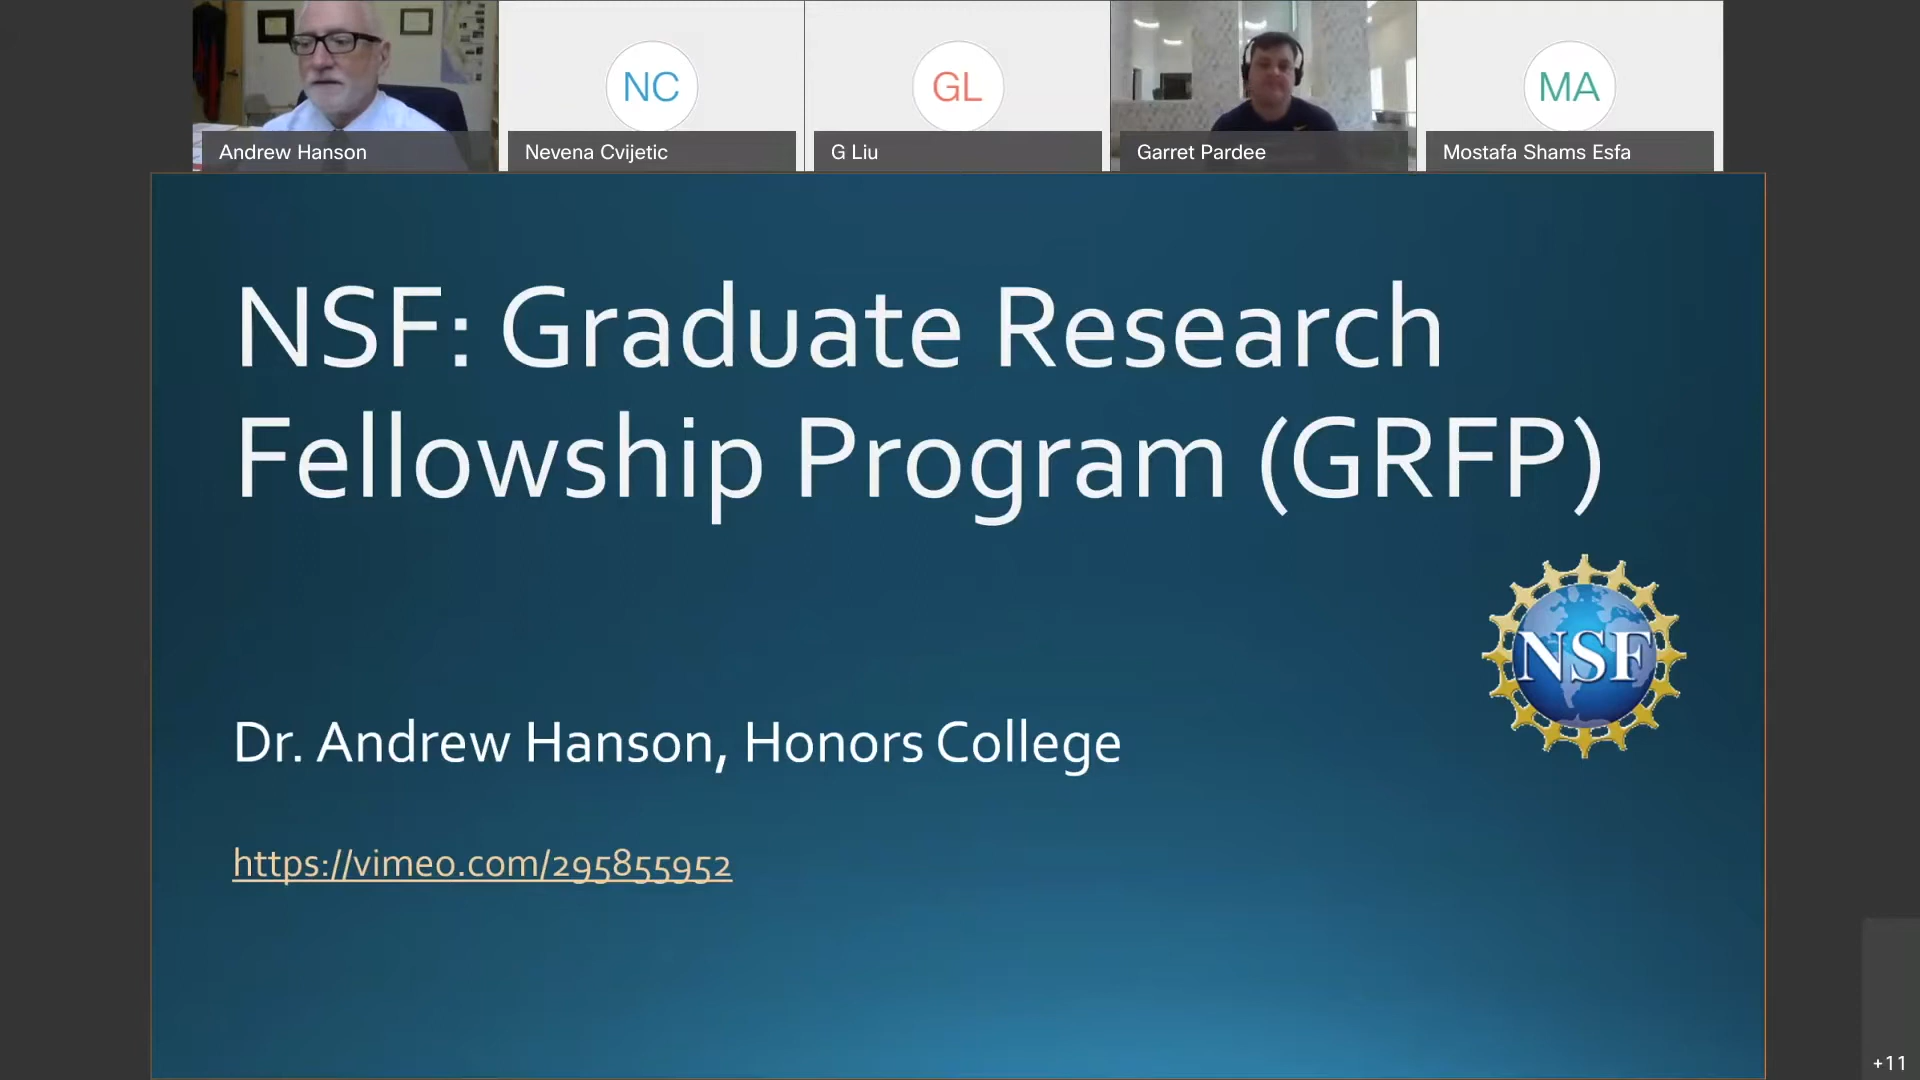 NC
GL
MA
Andrew Hanson
Nevena Cvijetic
G Liu
Garret Pardee
Mostafa Shams Esfa
NSF: Graduate Research
Fellowship Program (GRFP)
NSF
Dr. Andrew Hanson, Honors College
https://vimeo.com/295855952
+11